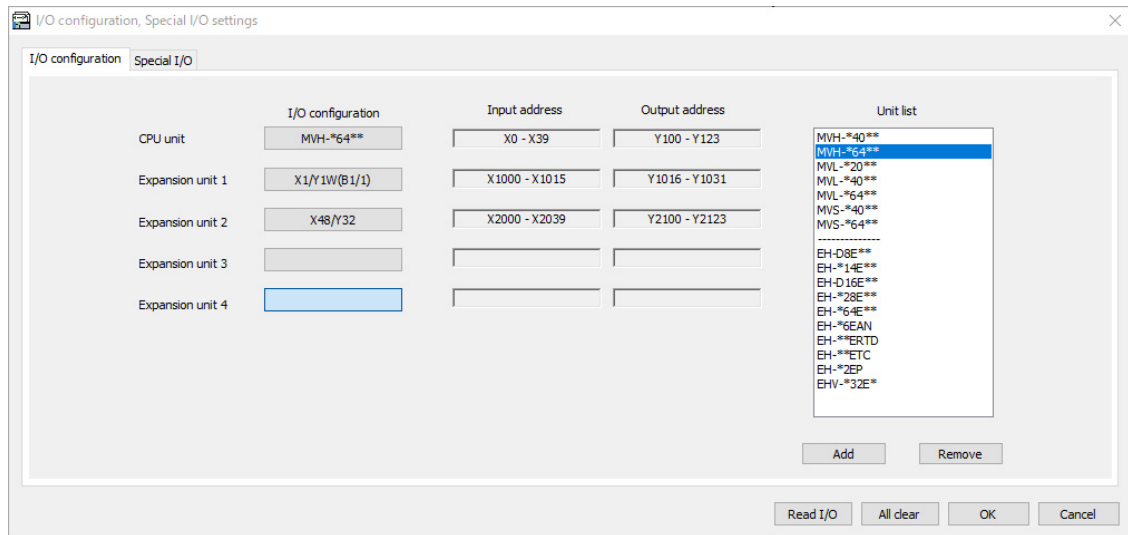 I/O configuration, Special I/O settings
I/O configuration Special I/O
I/O configuration Input address Output address Unit list
CPU unit MVH-*64** X0 - X39 Y100 - Y123
Expansion unit 1 X1/Y1W(B1/1) X1000 - X1015 Y1016 - Y1031
Expansion unit 2 X48/Y32 X2000 - X2039 Y2100 - Y2123
Expansion unit 3
Expansion unit 4
MVH-*40**
MVH-*64**
MVL-*20**
MVL-*40**
MVL-*64**
MVS-*40**
MVS-*64**
--------------
EH-D8E**
EH-*14E**
EH-D16E**
EH-*28E**
EH-*64E**
EH-*6EAN
EH-**ERTD
EH-**ETC
EH-*2EP
EHV-*32E*
Add Remove
Read I/O All clear OK Cancel